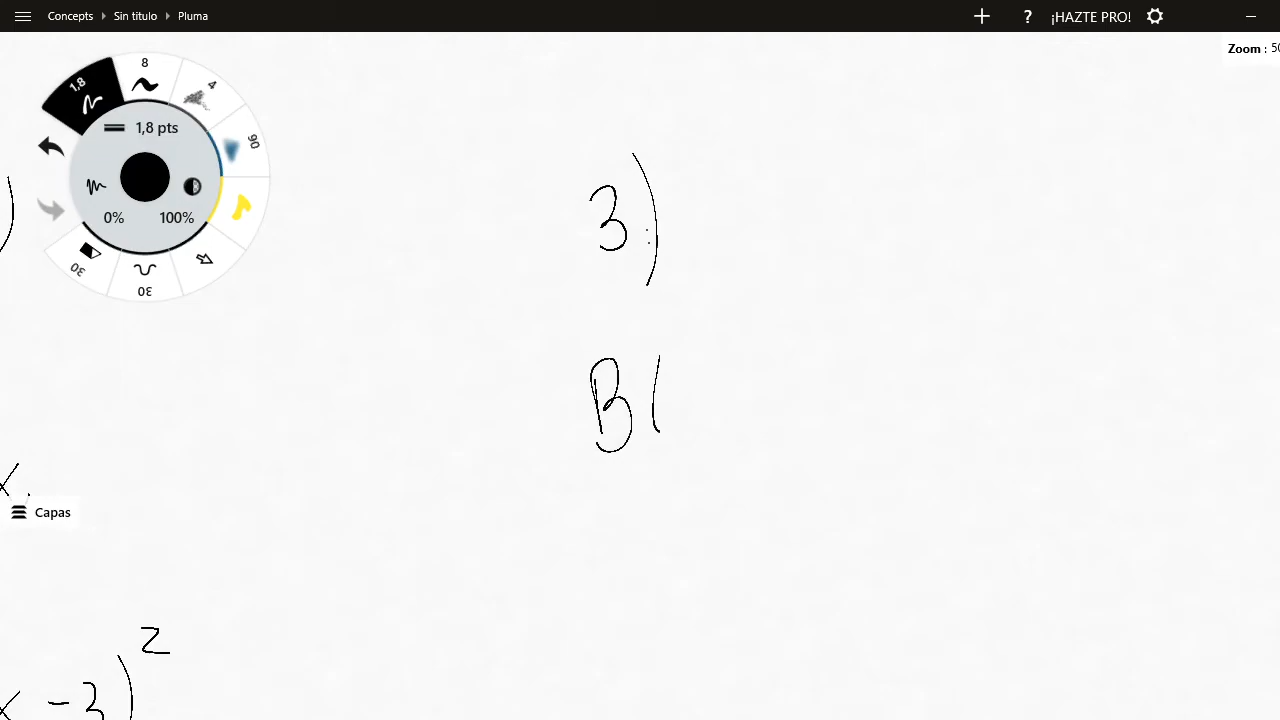 Concepts › Sin título › Pluma
+ ? ¡HAZTE PRO!
Zoom : 50
8
1,8
4
90
1,8 pts
0% 100%
30
30
)
3)
B(
x
Capas
x - 3)²